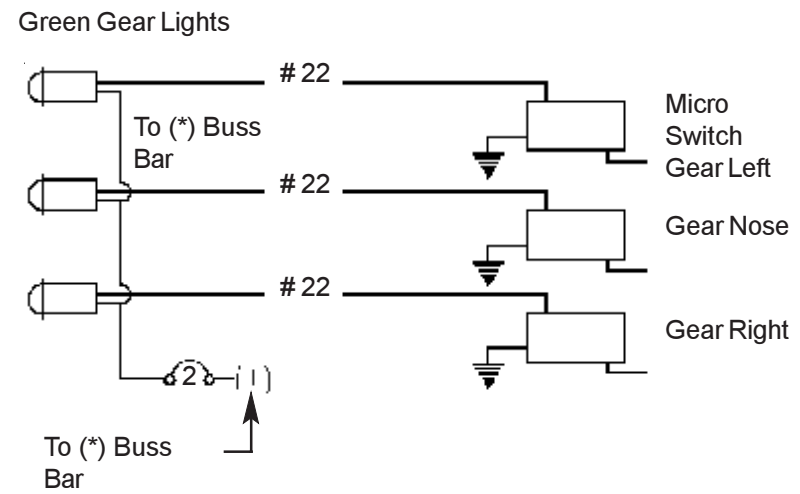 Green Gear Lights
# 22
Micro
Switch
Gear Left
To (*) Buss
Bar
# 22
Gear Nose
# 22
Gear Right
2
To (*) Buss
Bar